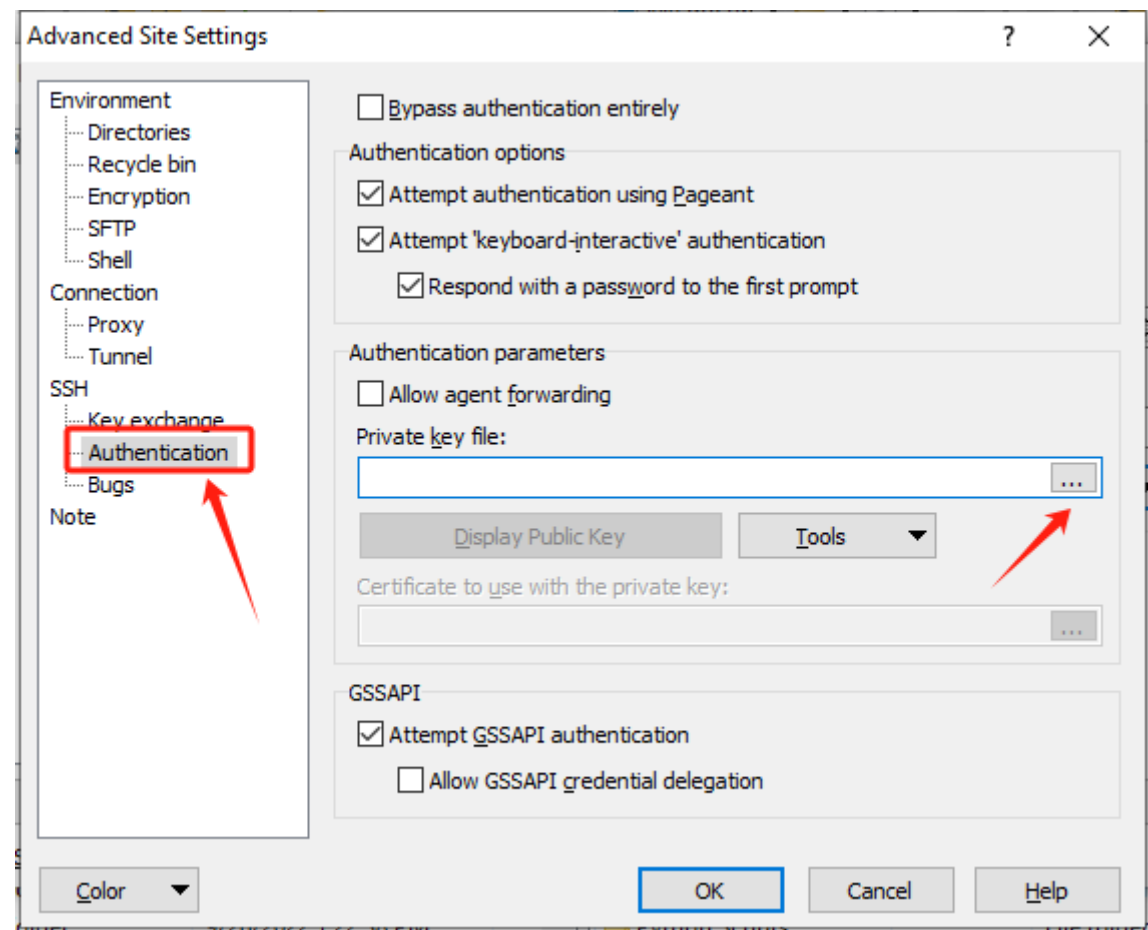 Advanced Site Settings
?
Environment
Directories
Recycle bin
Encryption
SFTP
Shell
Connection
Proxy
Tunnel
SSH
Key exchange
Authentication
Bugs
Note
Bypass authentication entirely
Authentication options
Attempt authentication using Pageant
Attempt 'keyboard-interactive' authentication
Respond with a password to the first prompt
Authentication parameters
Allow agent forwarding
Private key file:
...
Display Public Key
Tools
Certificate to use with the private key:
...
GSSAPI
Attempt GSSAPI authentication
Allow GSSAPI credential delegation
Color
OK
Cancel
Help